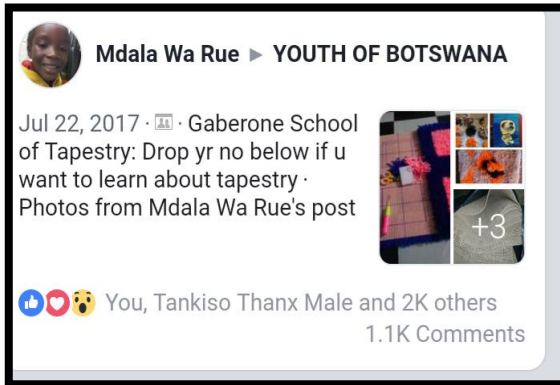 Mdala Wa Rue ▸ YOUTH OF BOTSWANA
Jul 22, 2017 · · Gaberone School
of Tapestry: Drop yr no below if u
want to learn about tapestry ·
Photos from Mdala Wa Rue's post
+3
You, Tankiso Thanx Male and 2K others
1.1K Comments